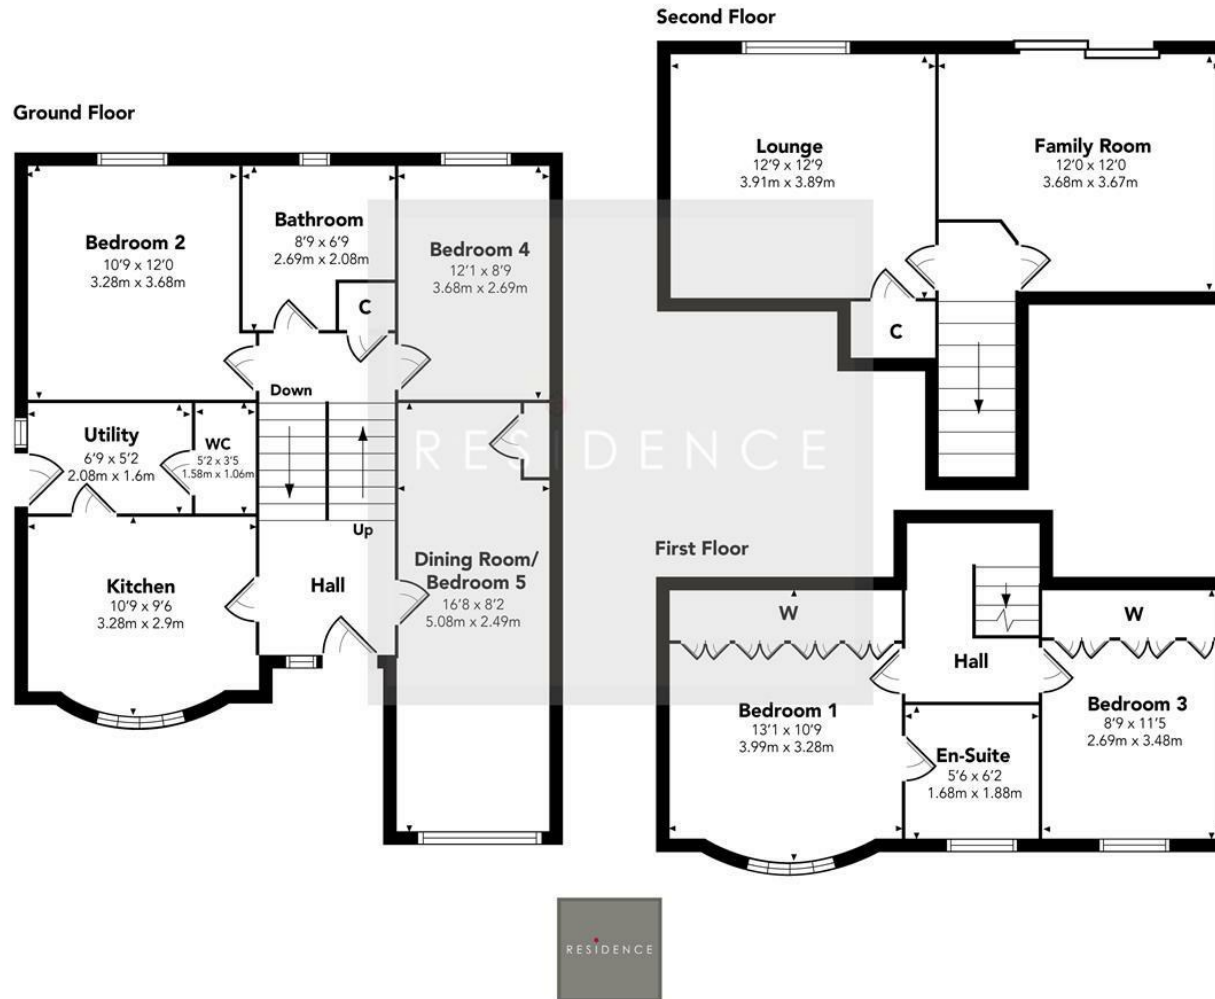 Ground Floor
Bedroom 2
10'9 x 12'0
3.28m x 3.68m
Bathroom
8'9 x 6'9
2.69m x 2.08m
C
Bedroom 4
12'1 x 8'9
3.68m x 2.69m
Down
Utility
6'9 x 5'2
2.08m x 1.6m
WC
5'2 x 3'5
1.58m x 1.06m
Up
Kitchen
10'9 x 9'6
3.28m x 2.9m
Hall
Dining Room/
Bedroom 5
16'8 x 8'2
5.08m x 2.49m
RESIDENCE
Second Floor
Lounge
12'9 x 12'9
3.91m x 3.89m
Family Room
12'0 x 12'0
3.68m x 3.67m
C
First Floor
W
W
Hall
Bedroom 1
13'1 x 10'9
3.99m x 3.28m
En-Suite
5'6 x 6'2
1.68m x 1.88m
Bedroom 3
8'9 x 11'5
2.69m x 3.48m
RESIDENCE